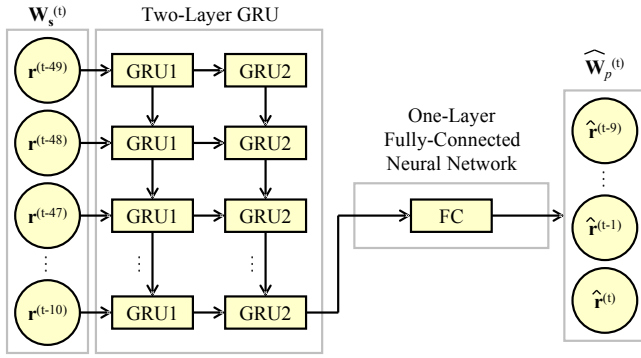 W_s^(t)
Two-Layer GRU
r^(t-49)
GRU1
GRU2
r^(t-48)
GRU1
GRU2
r^(t-47)
GRU1
GRU2
⋮
⋮
⋮
r^(t-10)
GRU1
GRU2
One-Layer
Fully-Connected
Neural Network
FC
Ŵ_p^(t)
r̂^(t-9)
⋮
r̂^(t-1)
r̂^(t)